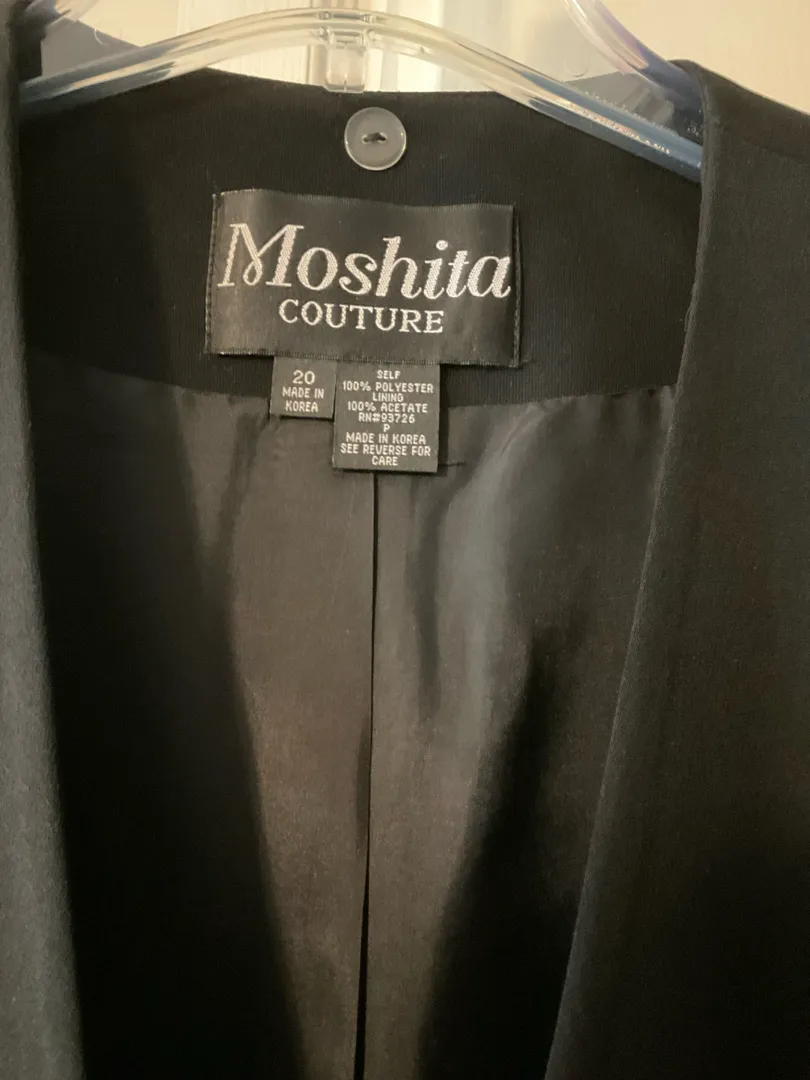 Moshita
COUTURE
20
MADE IN
KOREA
SELF
100% POLYESTER
LINING
100% ACETATE
RN#93726
P
MADE IN KOREA
SEE REVERSE FOR
CARE